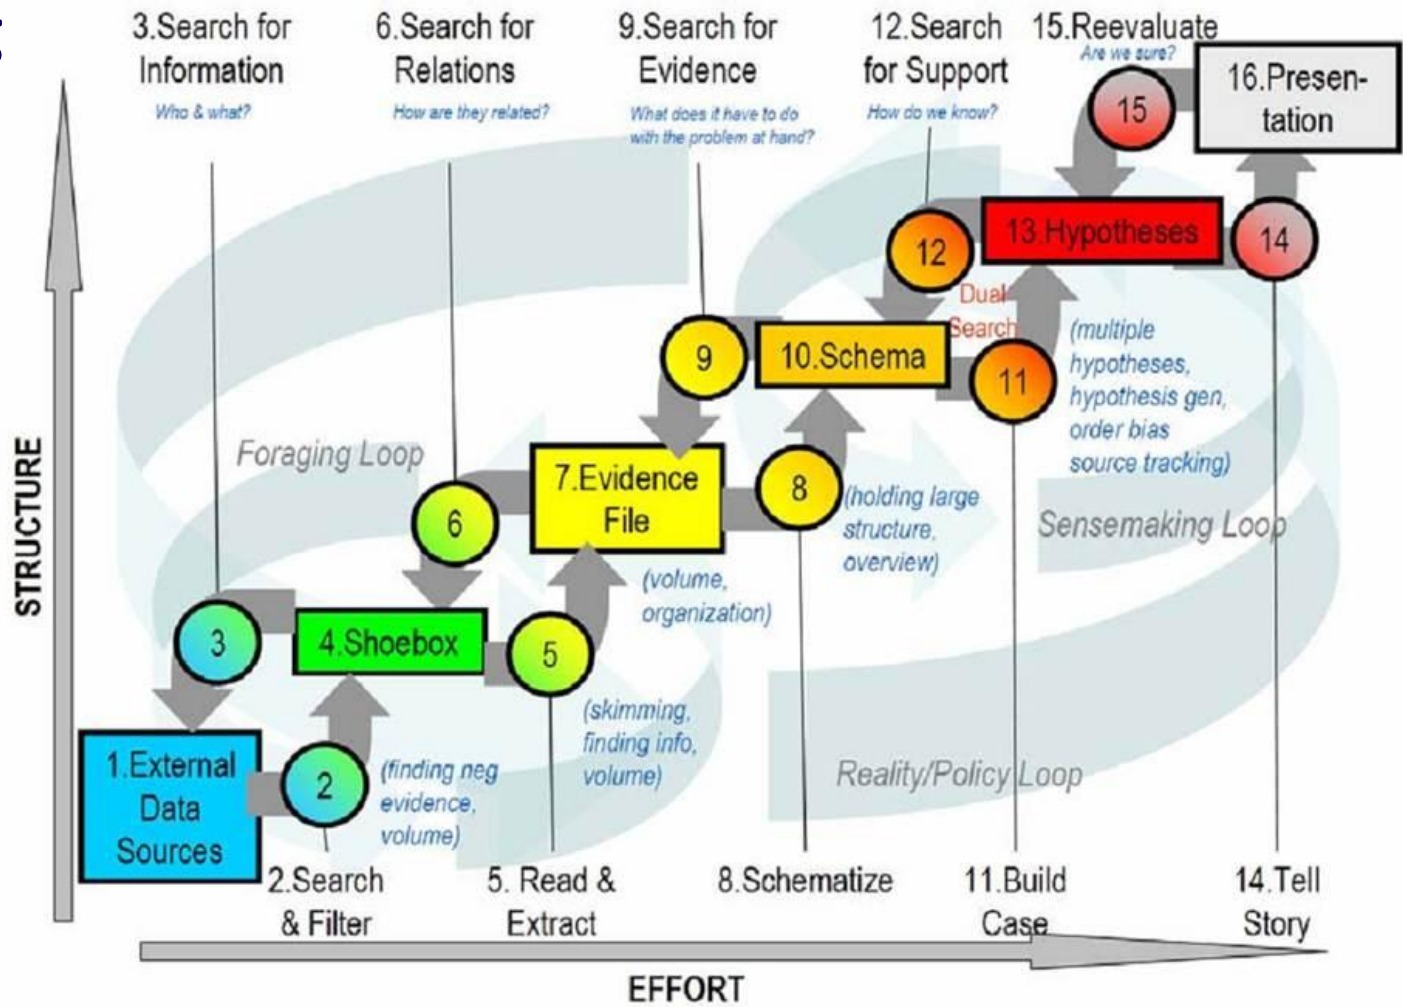 3.Search for
Information
Who & what?
6.Search for
Relations
How are they related?
9.Search for
Evidence
What does it have to do
with the problem at hand?
12.Search
for Support
How do we know?
15.Reevaluate
Are we sure?
16.Presen-
tation
15
12
13.Hypotheses
14
Dual
Search
9
10.Schema
11
(multiple
hypotheses,
hypothesis gen,
order bias
source tracking)
Foraging Loop
6
7.Evidence
File
8
(holding large
structure,
overview)
Sensemaking Loop
(volume,
organization)
3
4.Shoebox
5
(skimming,
finding info,
volume)
1.External
Data
Sources
2
(finding neg
evidence,
volume)
Reality/Policy Loop
2.Search
& Filter
5. Read &
Extract
8.Schematize
11.Build
Case
14.Tell
Story
STRUCTURE
EFFORT